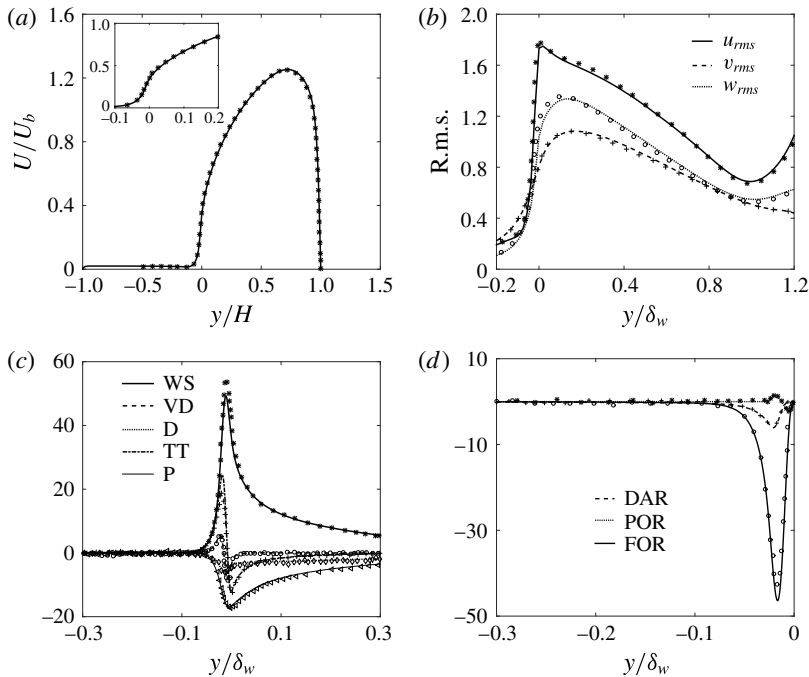 (a)
1.6
1.2
0.8
0.4
0
U/U_b
1.0
0.5
0
−0.1 0 0.2
−1.0 −0.5 0 0.5 1.0 1.5
y/H
(b)
2.0
1.6
1.2
0.8
0.4
0
R.m.s.
u_rms
v_rms
w_rms
−0.2 0 0.4 0.8 1.2
y/δ_w
(c)
60
40
20
0
−20
WS
VD
D
TT
P
−0.3 −0.1 0.1 0.3
y/δ_w
(d)
10
−10
−30
−50
DAR
POR
FOR
−0.3 −0.2 −0.1 0
y/δ_w